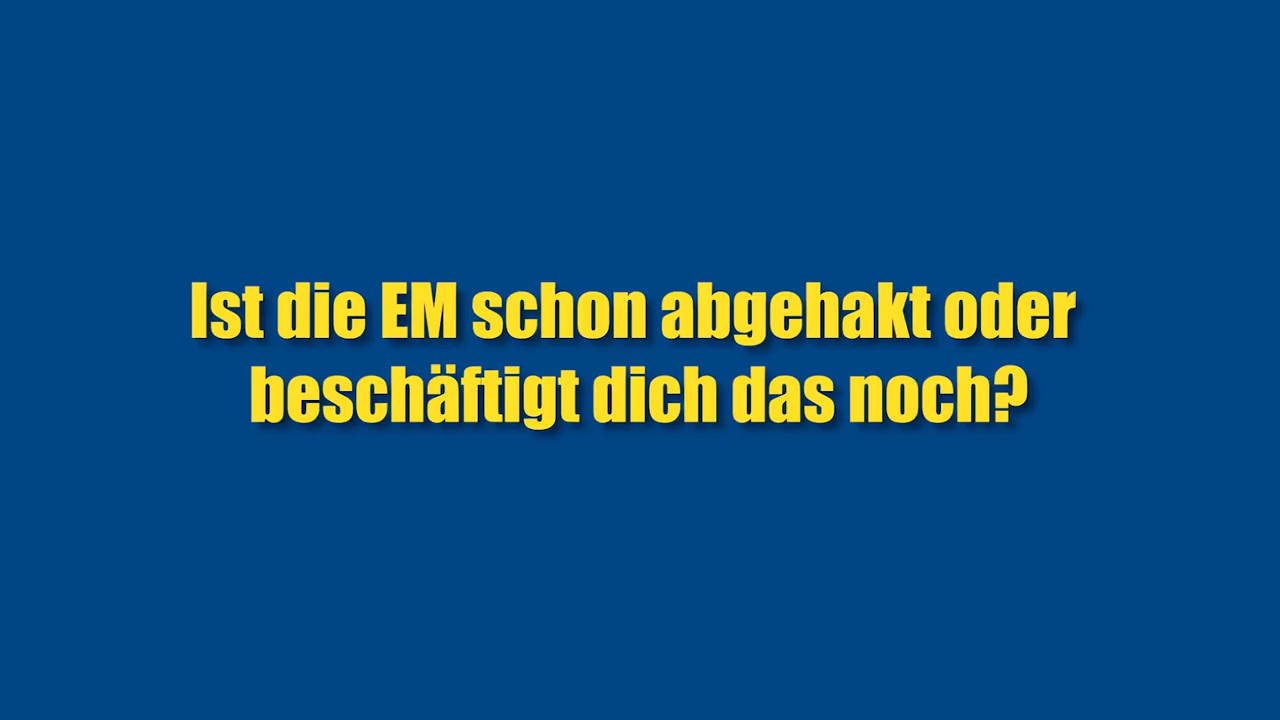 Ist die EM schon abgehakt oder
beschäftigt dich das noch?